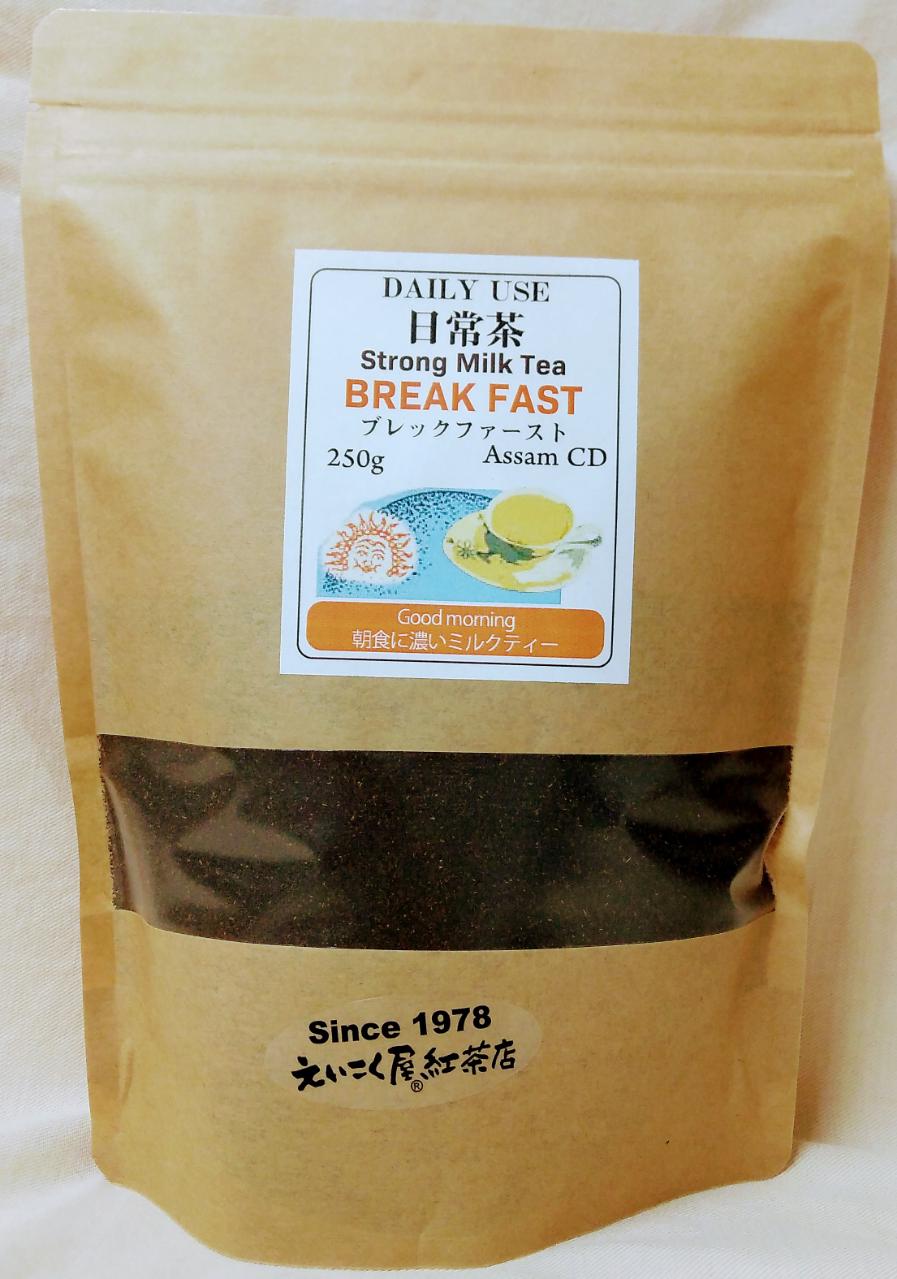 DAILY USE
日常茶
Strong Milk Tea
BREAK FAST
ブレックファースト
250g Assam CD
Good morning
朝食に濃いミルクティー
Since 1978
えいこく屋®紅茶店